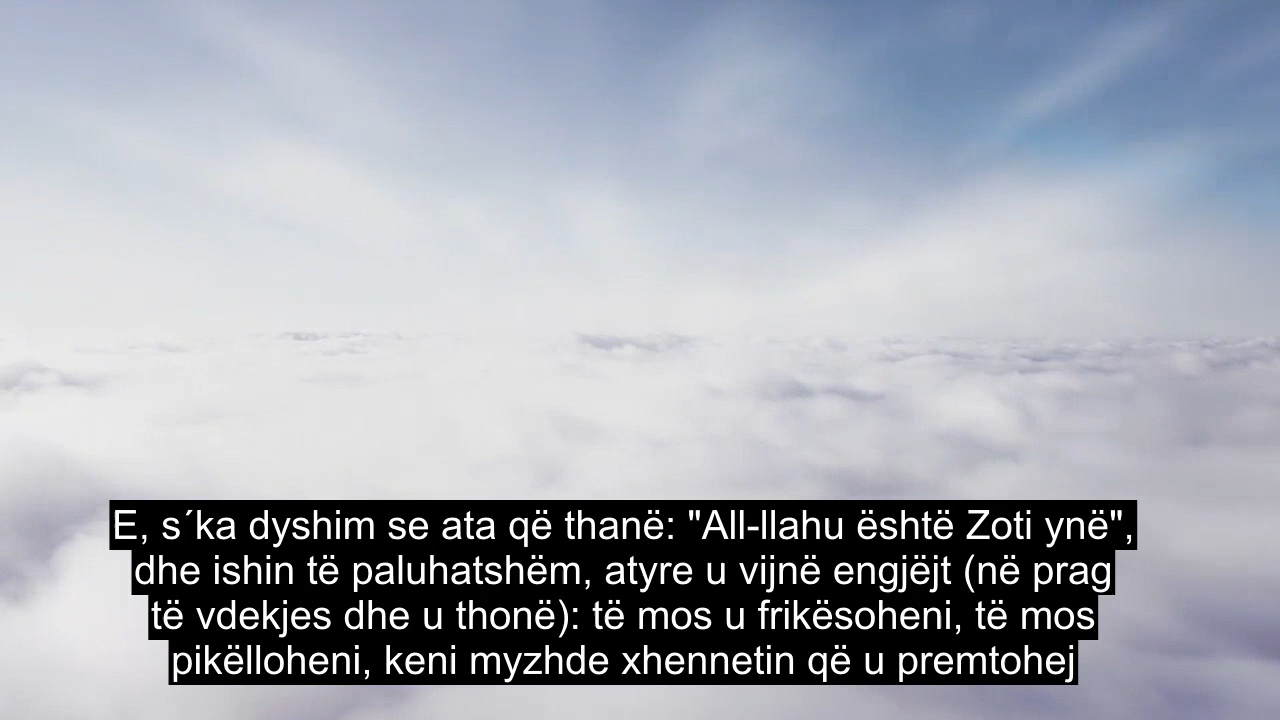 E, s´ka dyshim se ata që thanë: "All-llahu është Zoti ynë",
dhe ishin të paluhatshëm, atyre u vijnë engjëjt (në prag
të vdekjes dhe u thonë): të mos u frikësoheni, të mos
pikëlloheni, keni myzhde xhennetin që u premtohej